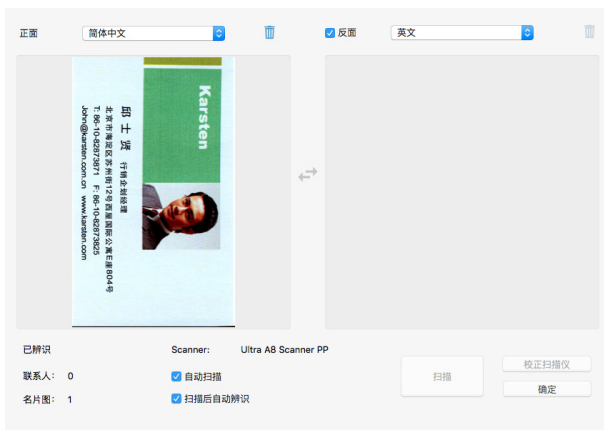 正面
简体中文
反面
英文
Karsten
邱士贤 行销企划经理
北京市海淀区苏州街12号西屋国际公寓E座804号
T: 86-10-82873871 F: 86-10-82873825
John@karsten.com.cn www.karsten.com
已辨识
Scanner: Ultra A8 Scanner PP
联系人: 0
自动扫描
名片图: 1
扫描后自动辨识
扫描
校正扫描仪
确定